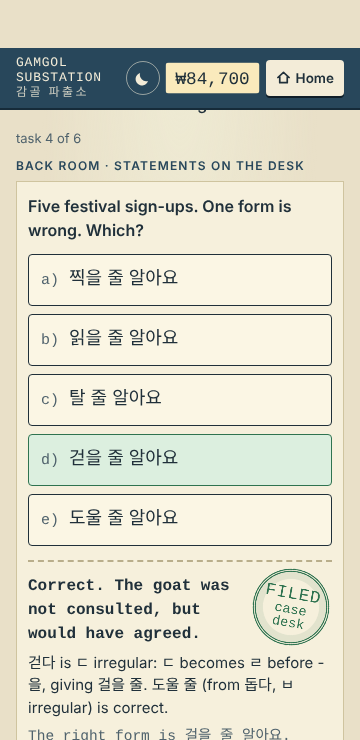 GAMGOL
SUBSTATION
감골 파출소
₩84,700
Home
task 4 of 6
BACK ROOM · STATEMENTS ON THE DESK
Five festival sign-ups. One form is
wrong. Which?
a) 찍을 줄 알아요
b) 읽을 줄 알아요
c) 탈 줄 알아요
d) 걷을 줄 알아요
e) 도울 줄 알아요
Correct. The goat was
not consulted, but
would have agreed.
FILED
case
desk
걷다 is ㄷ irregular: ㄷ becomes ㄹ before -
을, giving 걸을 줄. 도울 줄 (from 돕다, ㅂ
irregular) is correct.
The right form is 걸을 줄 알아요.